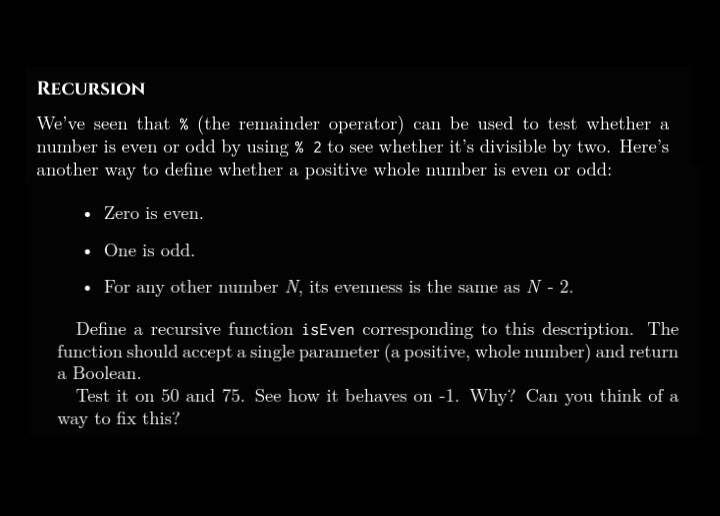 RECURSION
We've seen that % (the remainder operator) can be used to test whether a
number is even or odd by using % 2 to see whether it's divisible by two. Here's
another way to define whether a positive whole number is even or odd:
• Zero is even.
• One is odd.
• For any other number N, its evenness is the same as N - 2.
Define a recursive function isEven corresponding to this description. The
function should accept a single parameter (a positive, whole number) and return
a Boolean.
Test it on 50 and 75. See how it behaves on -1. Why? Can you think of a
way to fix this?